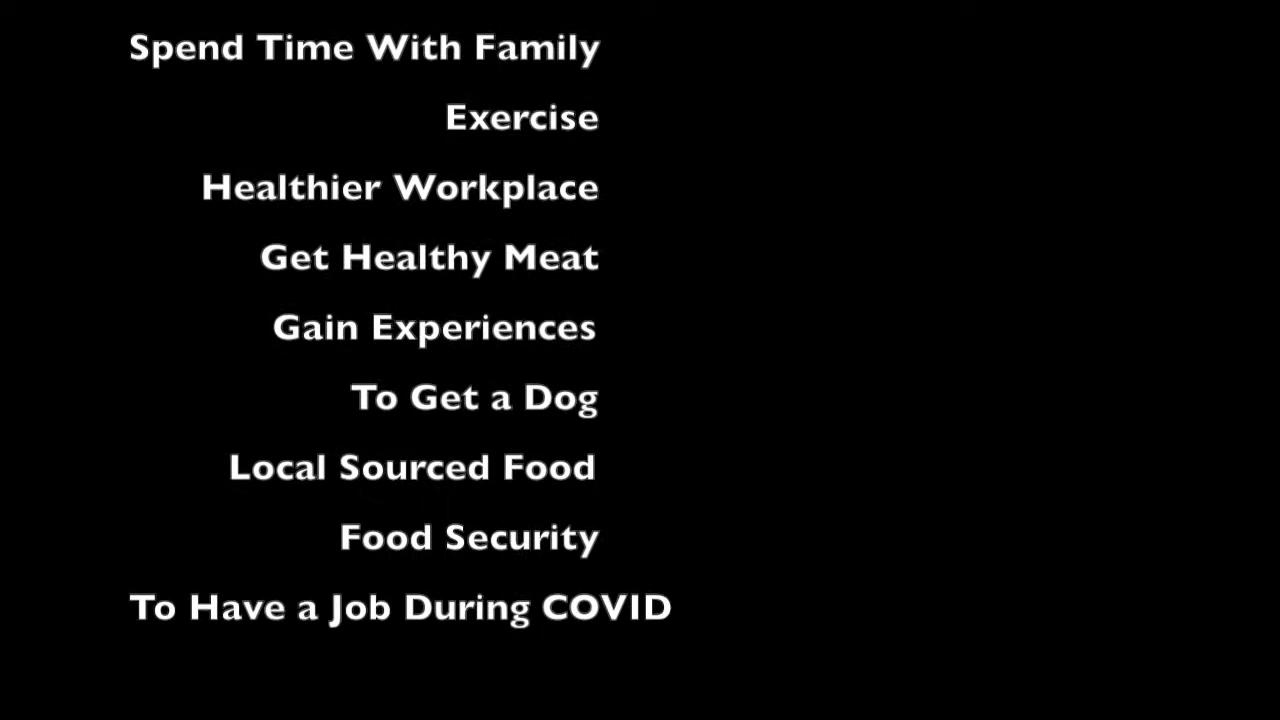 Spend Time With Family
Exercise
Healthier Workplace
Get Healthy Meat
Gain Experiences
To Get a Dog
Local Sourced Food
Food Security
To Have a Job During COVID